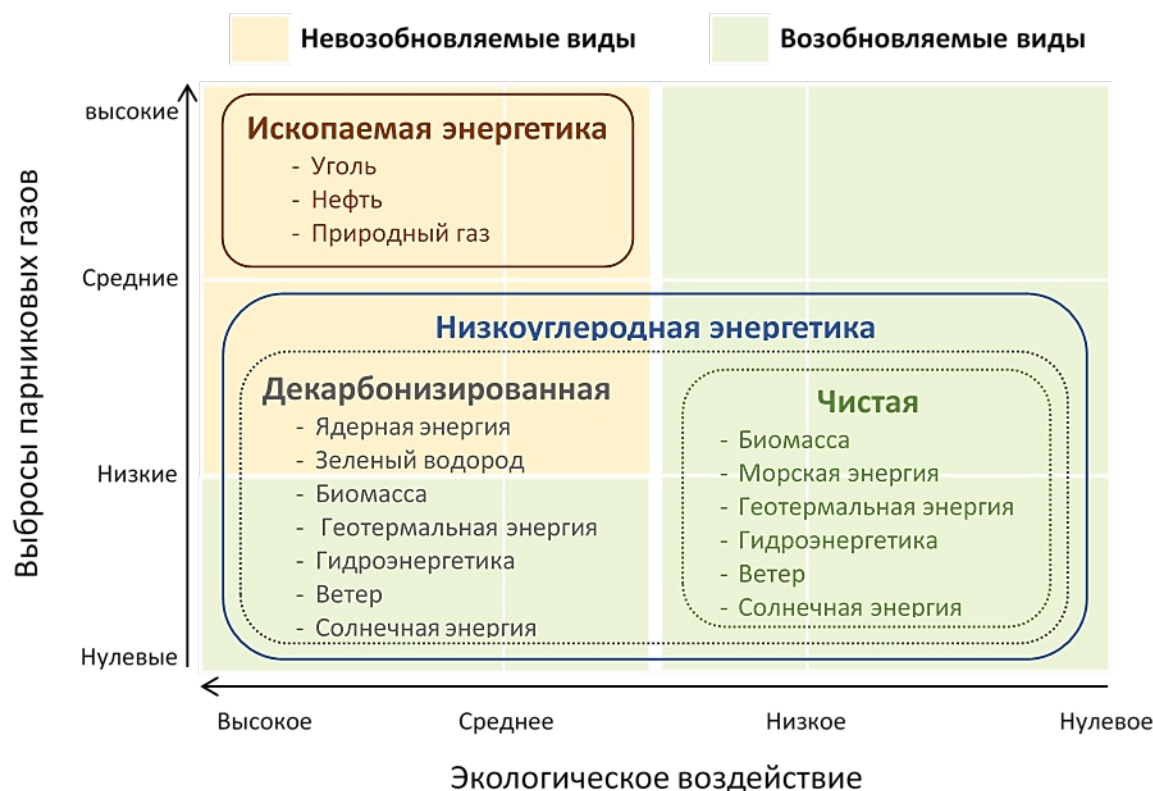 Невозобновляемые виды
Возобновляемые виды
Выбросы парниковых газов
высокие
Средние
Низкие
Нулевые
Ископаемая энергетика
- Уголь
- Нефть
- Природный газ
Низкоуглеродная энергетика
Декарбонизированная
- Ядерная энергия
- Зеленый водород
- Биомасса
- Геотермальная энергия
- Гидроэнергетика
- Ветер
- Солнечная энергия
Чистая
- Биомасса
- Морская энергия
- Геотермальная энергия
- Гидроэнергетика
- Ветер
- Солнечная энергия
Высокое
Среднее
Низкое
Нулевое
Экологическое воздействие